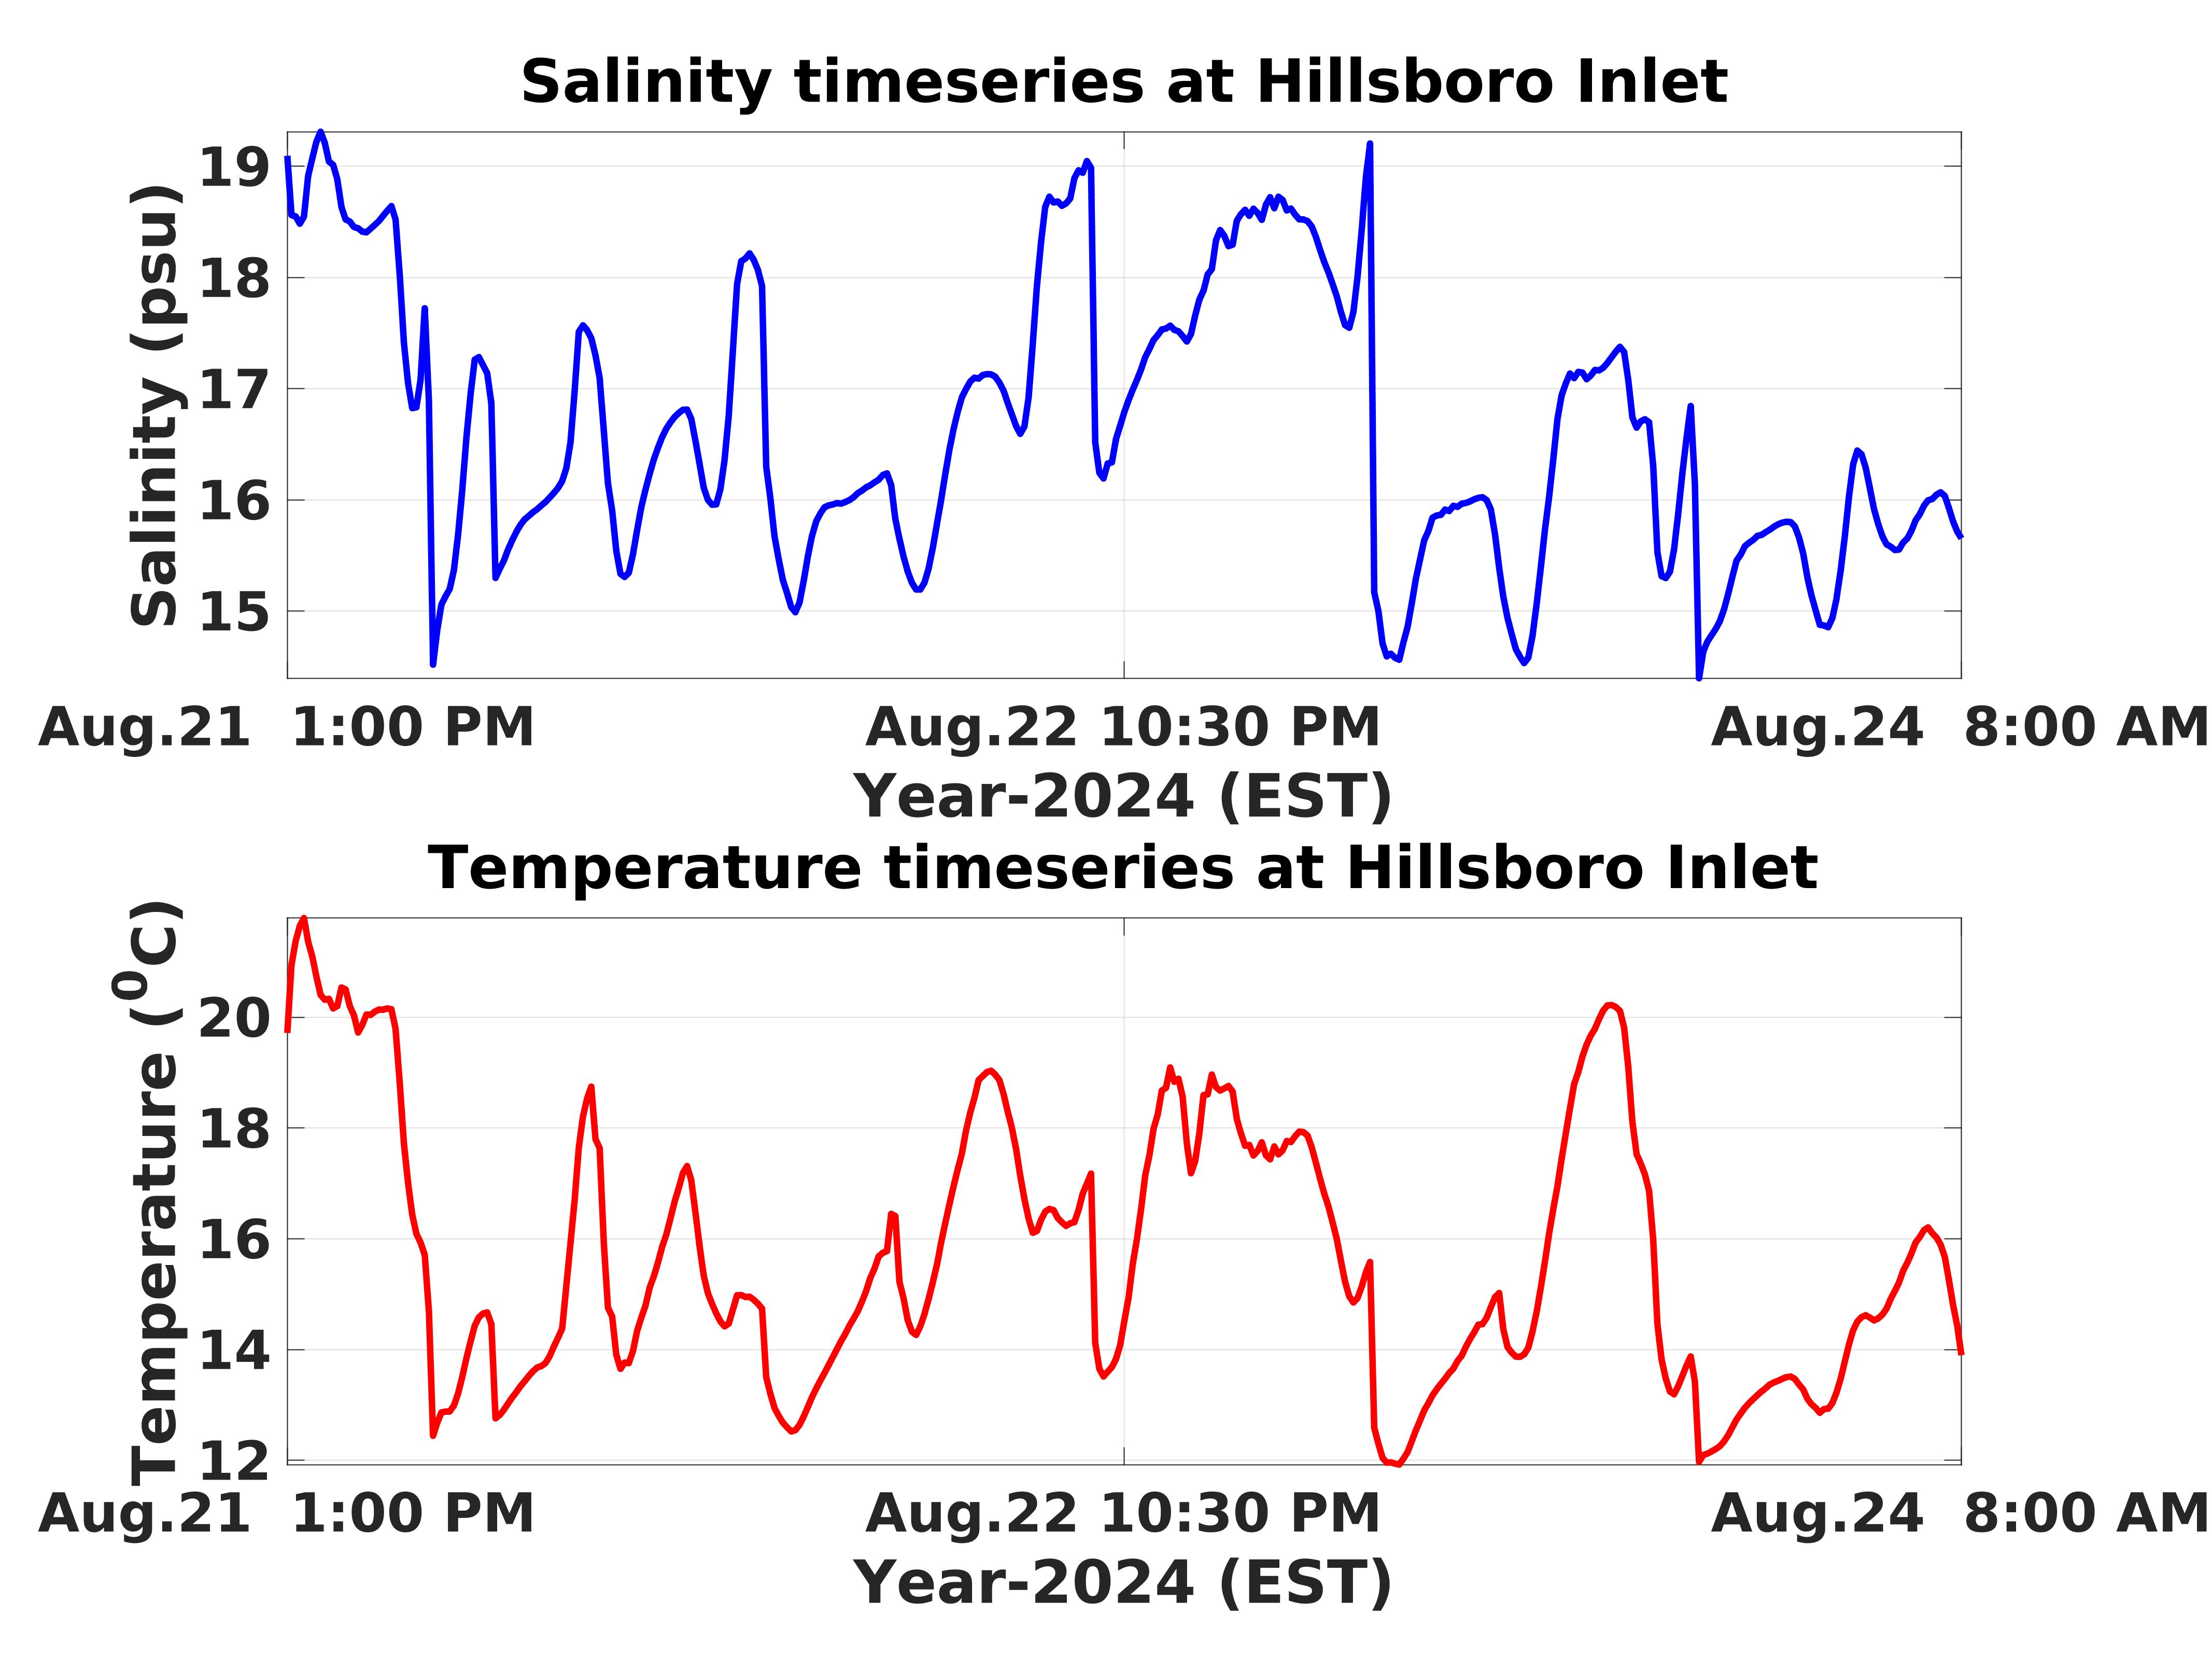 Salinity timeseries at Hillsboro Inlet
Salinity (psu)
19
18
17
16
15
Aug.21  1:00 PM
Aug.22 10:30 PM
Aug.24  8:00 AM
Year-2024 (EST)
Temperature timeseries at Hillsboro Inlet
Temperature (⁰C)
20
18
16
14
12
Aug.21  1:00 PM
Aug.22 10:30 PM
Aug.24  8:00 AM
Year-2024 (EST)